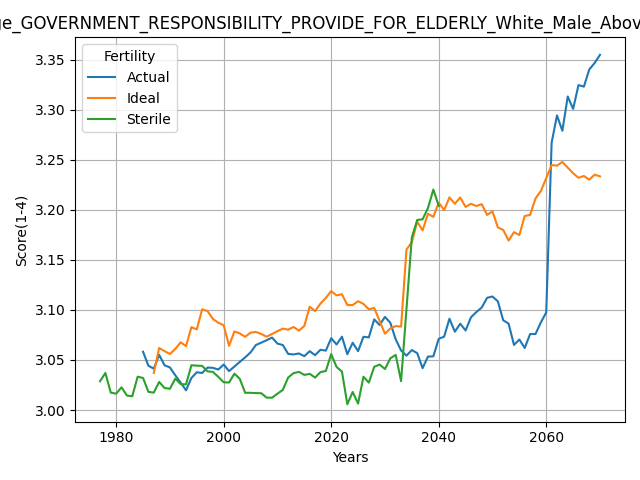 ge_GOVERNMENT_RESPONSIBILITY_PROVIDE_FOR_ELDERLY_White_Male_Abov
Fertility
Actual
Ideal
Sterile
3.35
3.30
3.25
3.20
3.15
3.10
3.05
3.00
Score(1-4)
1980
2000
2020
2040
2060
Years